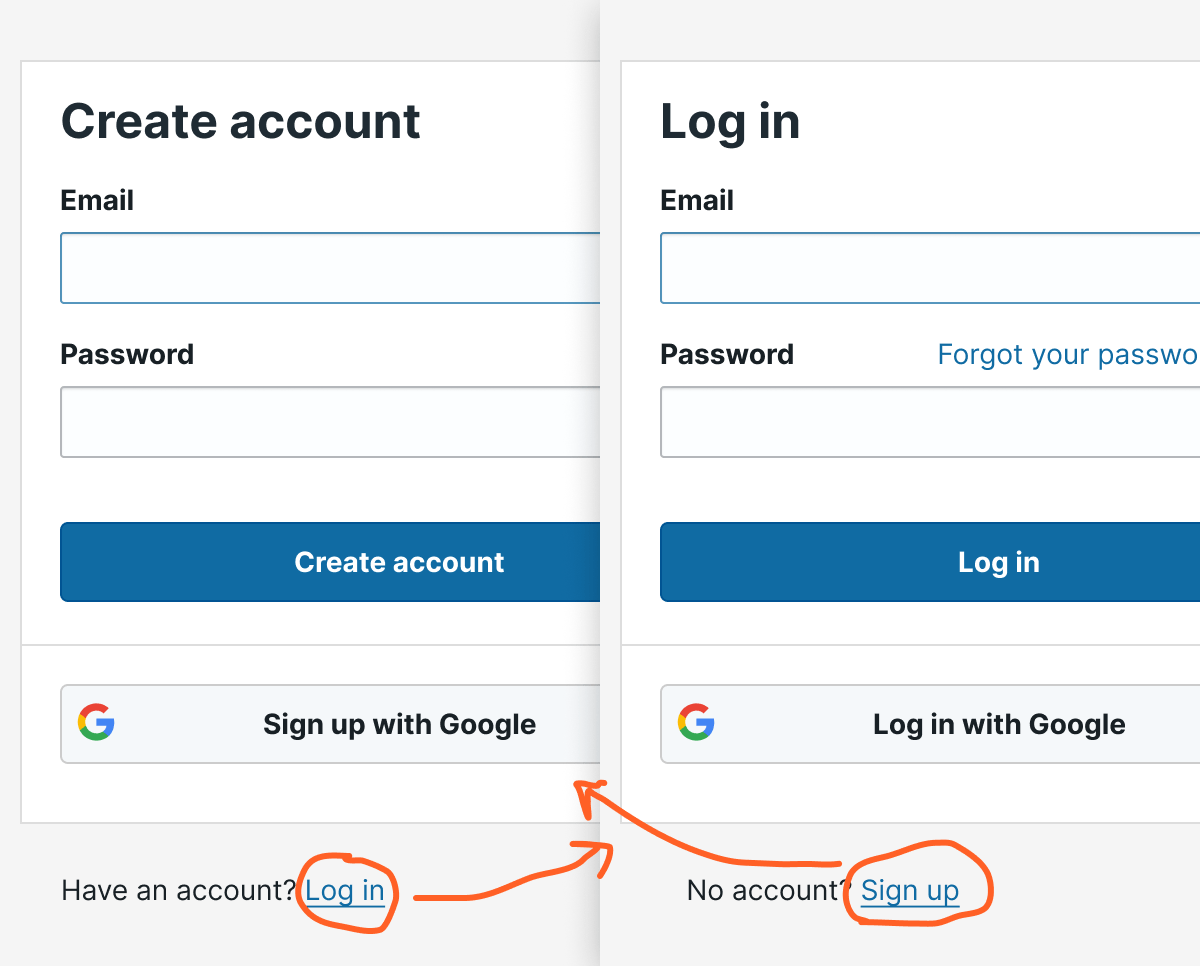 Create account
Email
Password
Create account
Sign up with Google
Have an account? Log in
Log in
Email
Password Forgot your passwo
Log in
Log in with Google
No account? Sign up